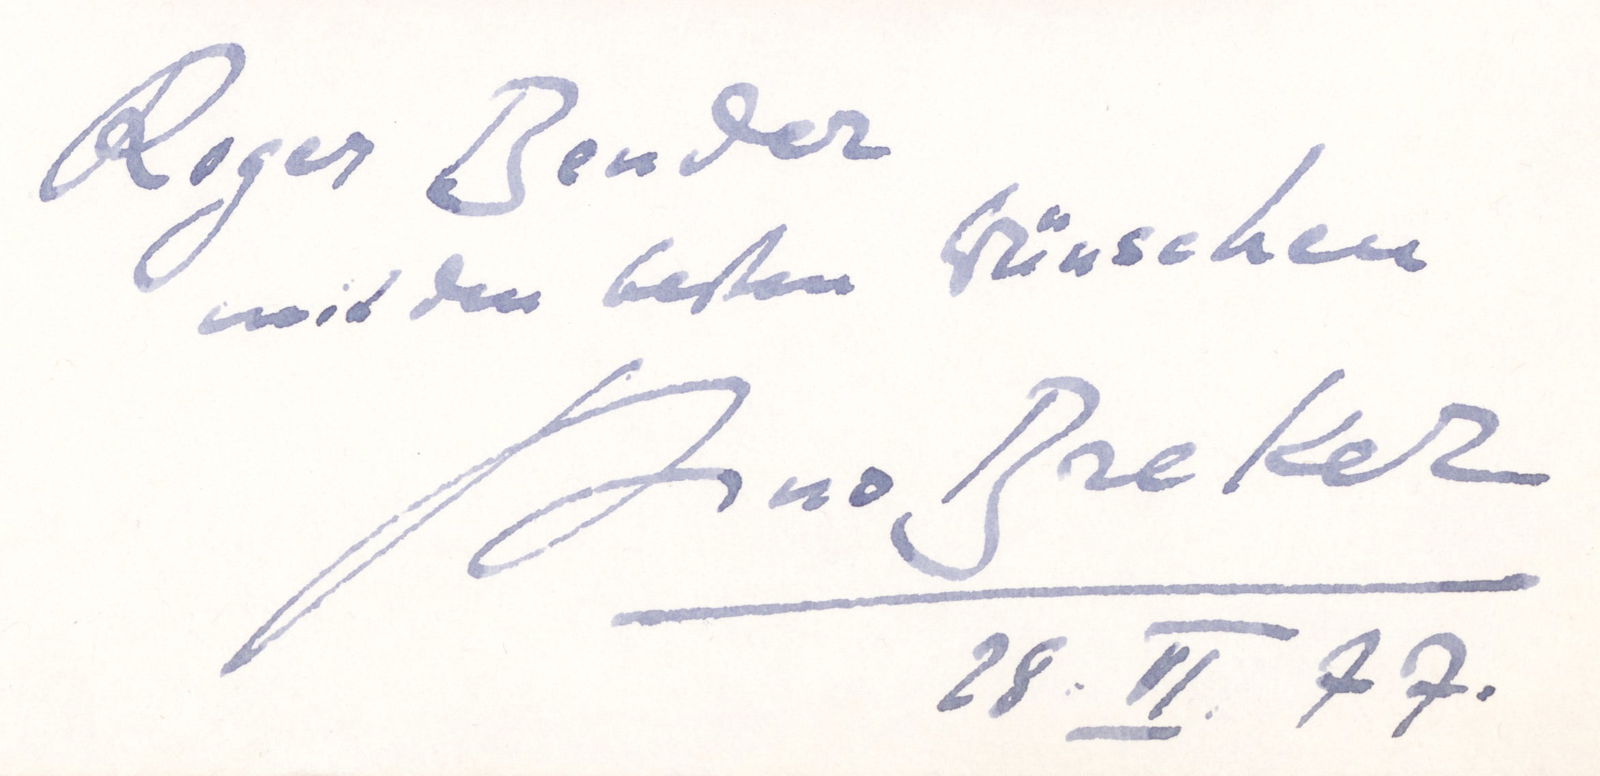 Roger Bender
mit den besten Wünschen
Arno Breker
28. II. 77.